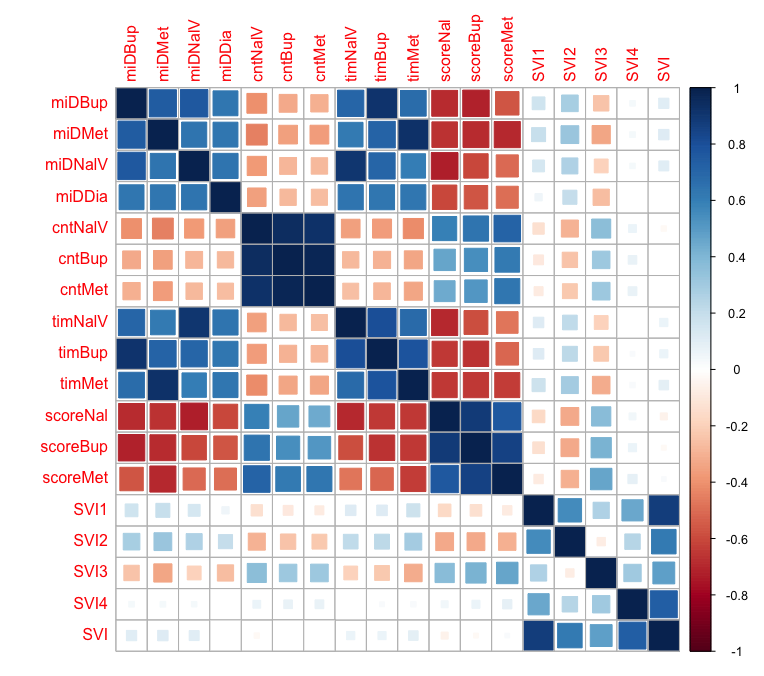 miDBup
miDMet
miDNalV
miDDia
cntNalV
cntBup
cntMet
timNalV
timBup
timMet
scoreNal
scoreBup
scoreMet
SVI1
SVI2
SVI3
SVI4
SVI
miDBup
miDMet
miDNalV
miDDia
cntNalV
cntBup
cntMet
timNalV
timBup
timMet
scoreNal
scoreBup
scoreMet
SVI1
SVI2
SVI3
SVI4
SVI
1
0.8
0.6
0.4
0.2
0
-0.2
-0.4
-0.6
-0.8
-1